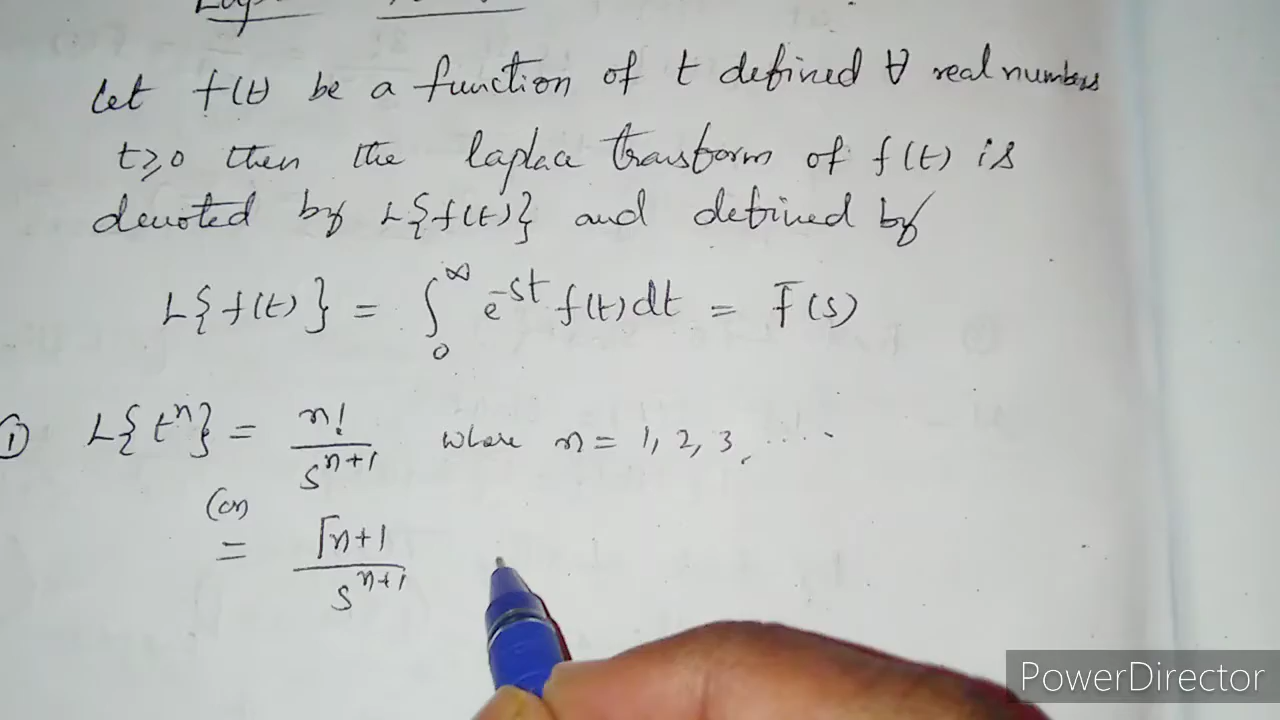 Let f(t) be a function of t defined ∀ real numbers
t≥0 then the laplace transform of f(t) is
denoted by L{f(t)} and defined by
L{f(t)} = ∫₀^∞ e^-st f(t)dt = F̄(s)
① L{t^n} = n!/s^(n+1) where n = 1, 2, 3, ....
(or)
= Γn+1/s^(n+1)
PowerDirector